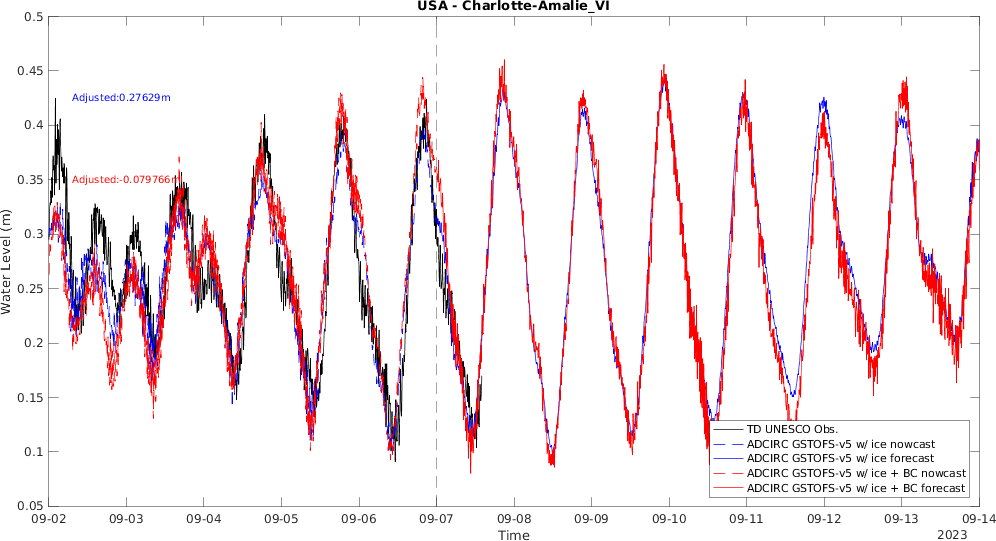 USA - Charlotte-Amalie_VI
0.5
0.45
0.4
0.35
0.3
0.25
0.2
0.15
0.1
0.05
Water Level (m)
Adjusted:0.27629m
Adjusted:-0.079766m
TD UNESCO Obs.
ADCIRC GSTOFS-v5 w/ ice nowcast
ADCIRC GSTOFS-v5 w/ ice forecast
ADCIRC GSTOFS-v5 w/ ice + BC nowcast
ADCIRC GSTOFS-v5 w/ ice + BC forecast
09-02 09-03 09-04 09-05 09-06 09-07 09-08 09-09 09-10 09-11 09-12 09-13 09-14
Time
2023